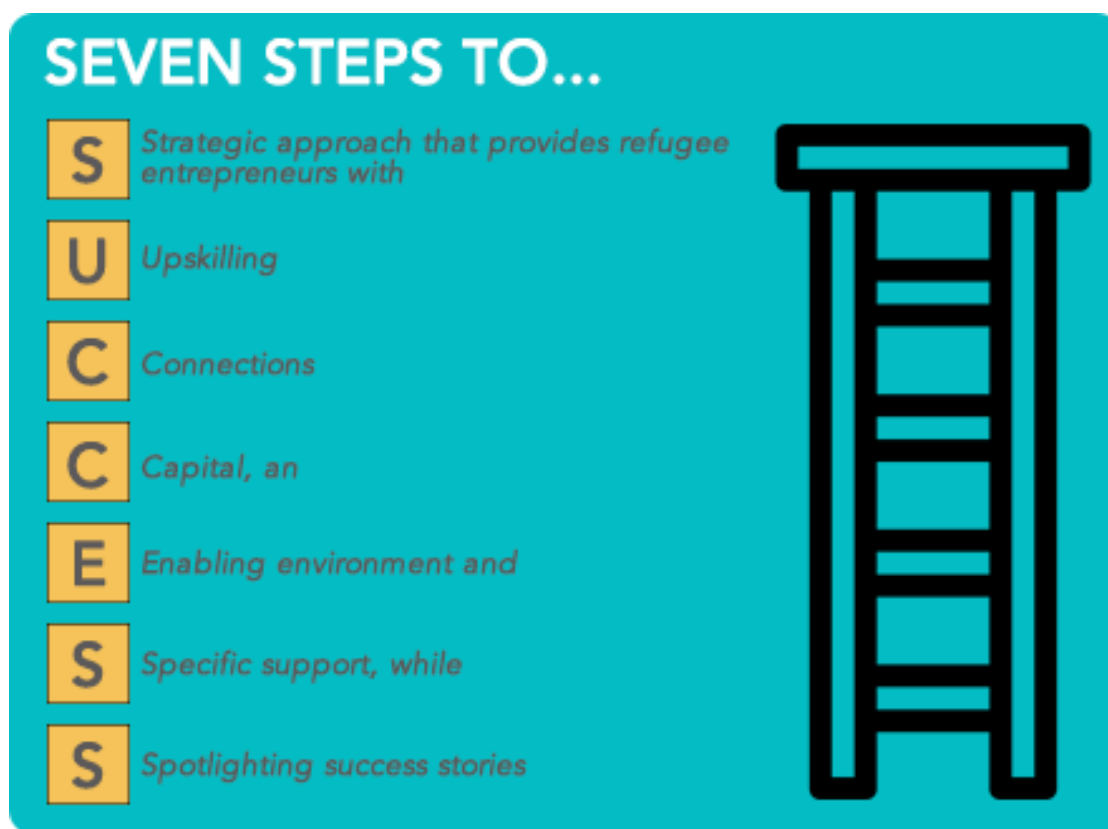 SEVEN STEPS TO...
S Strategic approach that provides refugee
entrepreneurs with
U Upskilling
C Connections
C Capital, an
E Enabling environment and
S Specific support, while
S Spotlighting success stories